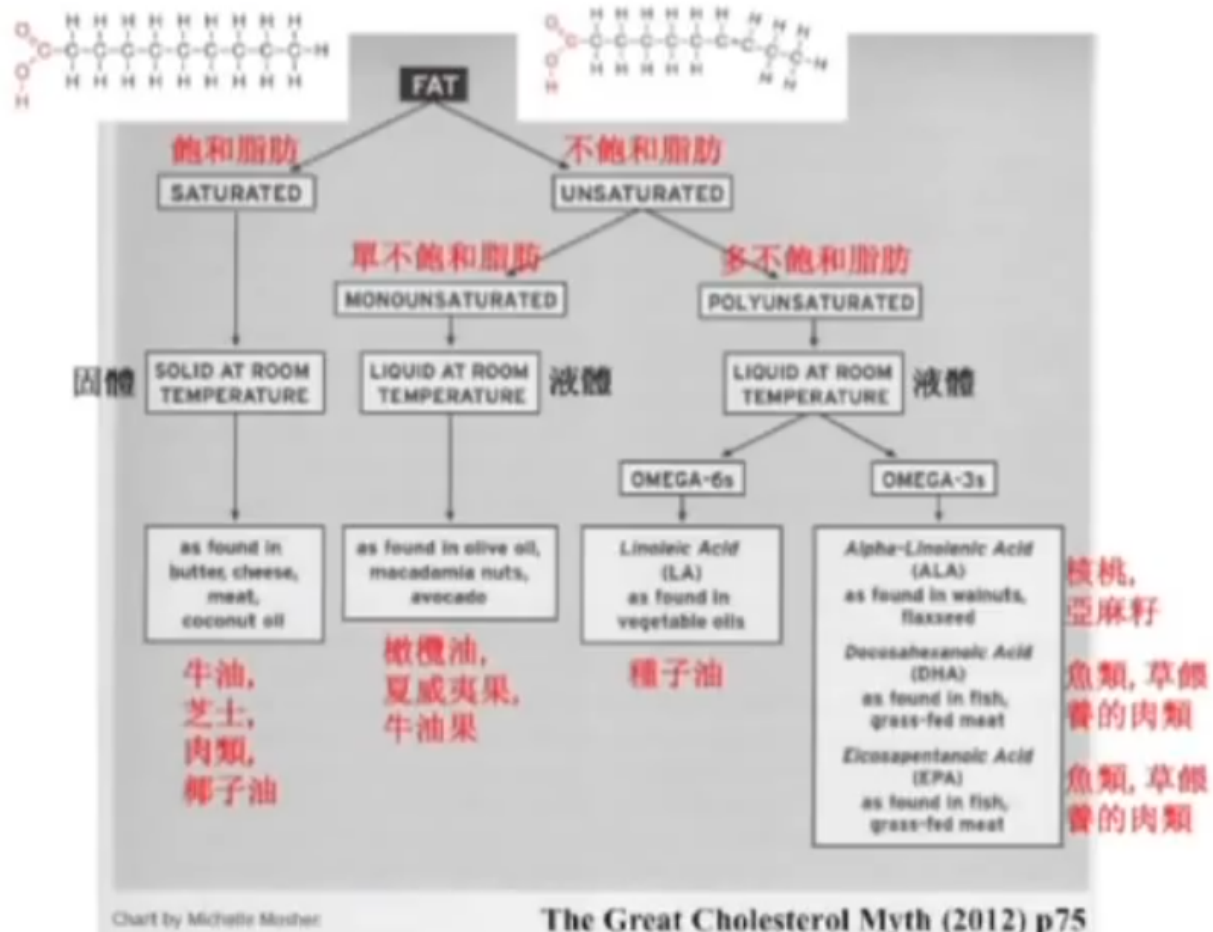 FAT
飽和脂肪
不飽和脂肪
SATURATED
UNSATURATED
單不飽和脂肪
多不飽和脂肪
MONOUNSATURATED
POLYUNSATURATED
固體
SOLID AT ROOM
TEMPERATURE
LIQUID AT ROOM
TEMPERATURE
液體
LIQUID AT ROOM
TEMPERATURE
液體
OMEGA-6s
OMEGA-3s
as found in
butter, cheese,
meat,
coconut oil
牛油,
芝士,
肉類,
椰子油
as found in olive oil,
macadamia nuts,
avocado
橄欖油,
夏威夷果,
牛油果
Linoleic Acid
(LA)
as found in
vegetable oils
種子油
Alpha-Linolenic Acid
(ALA)
as found in walnuts,
flaxseed
核桃,
亞麻籽
Docosahexanoic Acid
(DHA)
as found in fish,
grass-fed meat
魚類, 草餵
養的肉類
Eicosapentanoic Acid
(EPA)
as found in fish,
grass-fed meat
魚類, 草餵
養的肉類
Chart by Michelle Mosher
The Great Cholesterol Myth (2012) p75